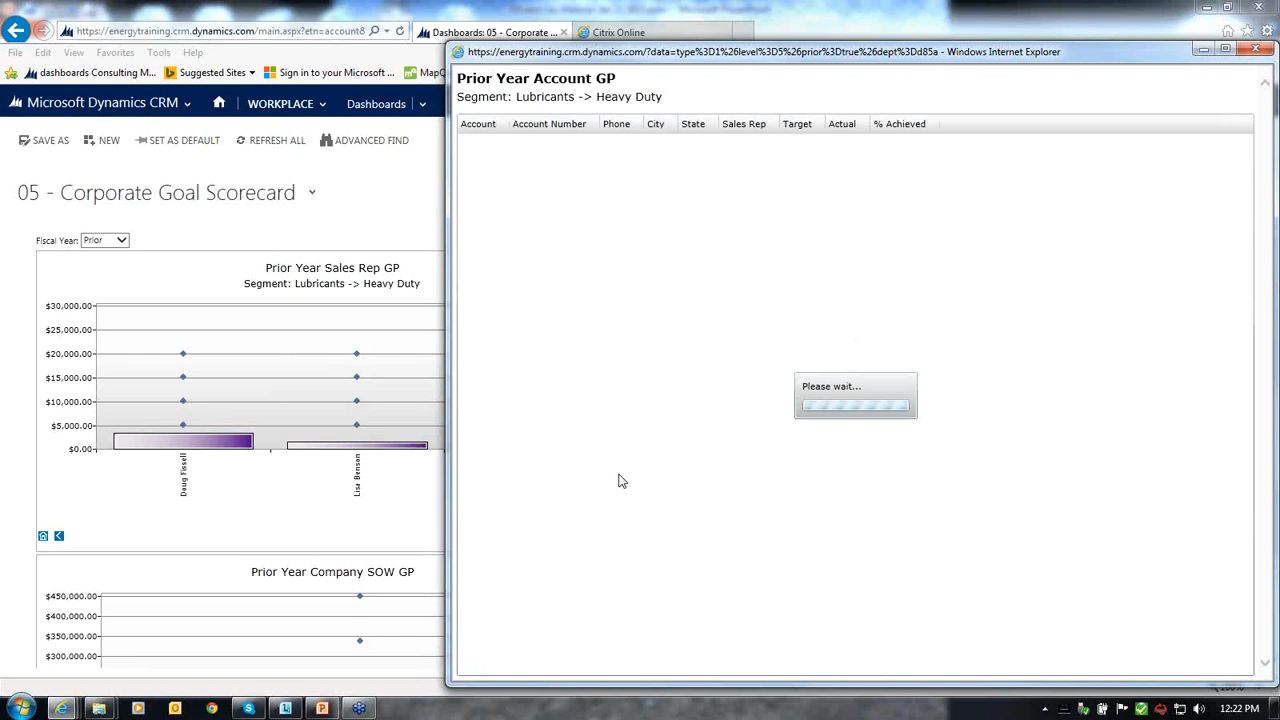 https://energytraining.crm.dynamics.com/main.aspx?etn=account&
Dashboards: 05 - Corporate ...
Citrix Online
https://energytraining.crm.dynamics.com/?data=type%3D1%26level%3D5%26prior%3Dtrue%26dept%3Dd85a - Windows Internet Explorer
File Edit View Favorites Tools Help
dashboards Consulting M...
Suggested Sites
Sign in to your Microsoft ...
MapQ
Microsoft Dynamics CRM
WORKPLACE
Dashboards
SAVE AS
NEW
SET AS DEFAULT
REFRESH ALL
ADVANCED FIND
05 - Corporate Goal Scorecard
Fiscal Year: Prior
Prior Year Sales Rep GP
Segment: Lubricants -> Heavy Duty
$30,000.00
$25,000.00
$20,000.00
$15,000.00
$10,000.00
$5,000.00
$0.00
Doug Fissell
Lisa Benson
Prior Year Company SOW GP
$450,000.00
$400,000.00
$300,000.00
Prior Year Account GP
Segment: Lubricants -> Heavy Duty
Account Account Number Phone City State Sales Rep Target Actual % Achieved
Please wait...
12:22 PM